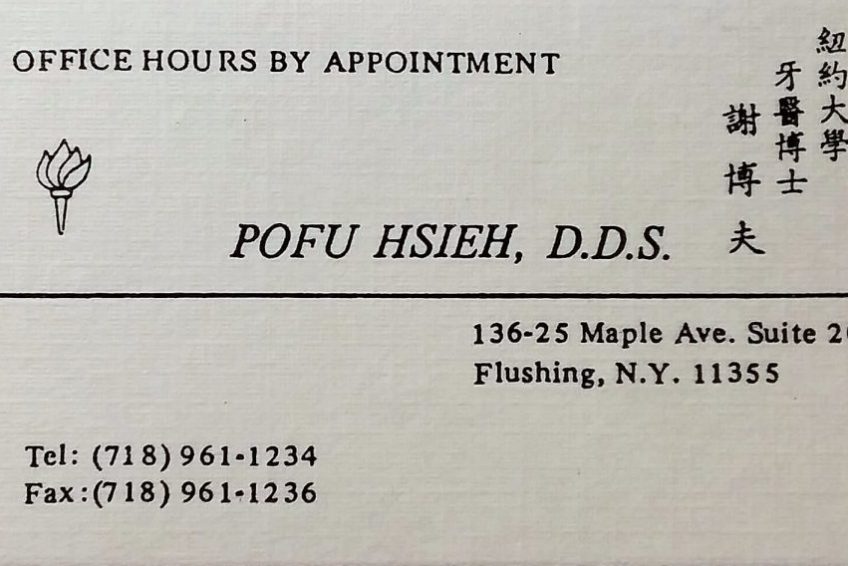 OFFICE HOURS BY APPOINTMENT
紐約大學
牙醫博士
謝博夫
POFU HSIEH, D.D.S.
136-25 Maple Ave. Suite
Flushing, N.Y. 11355
Tel: (718) 961-1234
Fax:(718) 961-1236